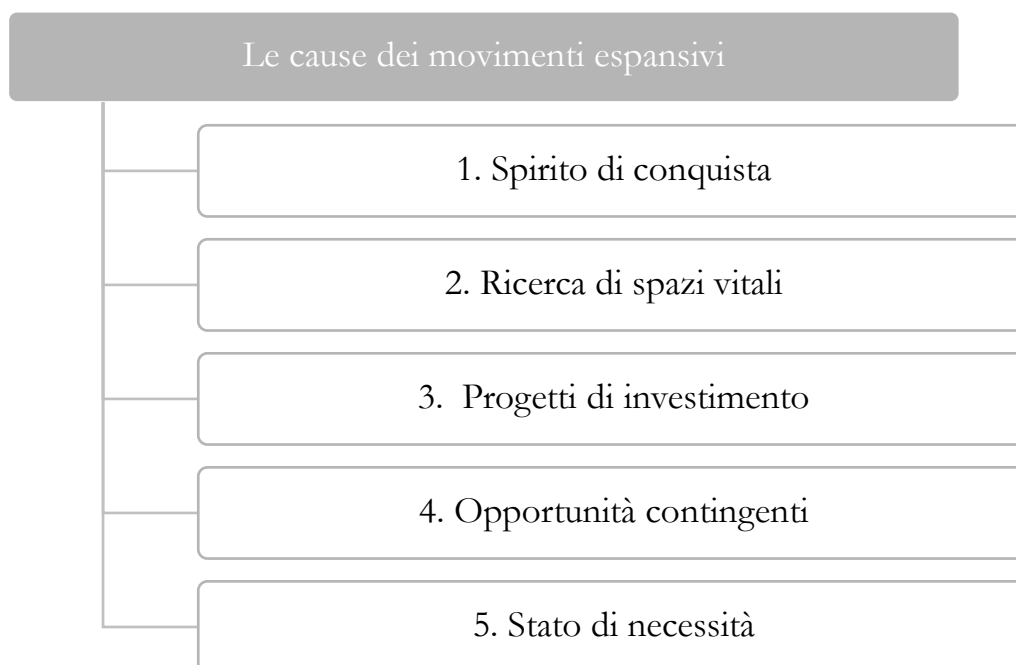 Le cause dei movimenti espansivi
1. Spirito di conquista
2. Ricerca di spazi vitali
3. Progetti di investimento
4. Opportunità contingenti
5. Stato di necessità